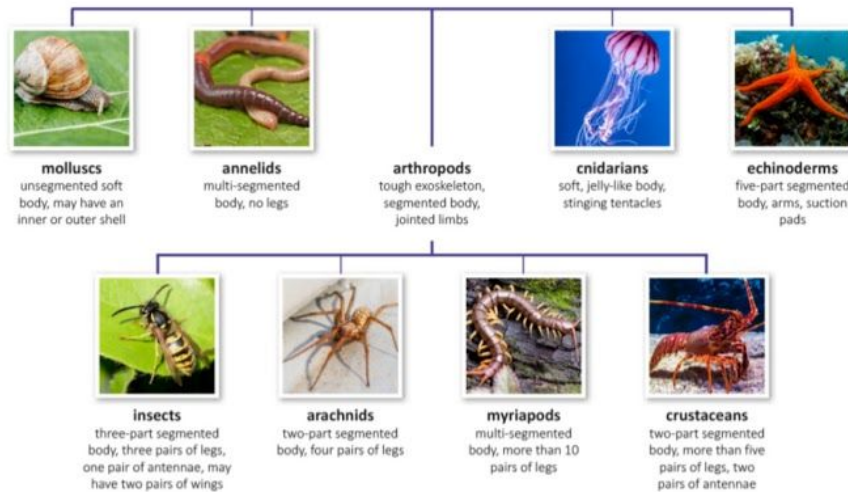 molluscs
unsegmented soft
body, may have an
inner or outer shell
annelids
multi-segmented
body, no legs
arthropods
tough exoskeleton,
segmented body,
jointed limbs
cnidarians
soft, jelly-like body,
stinging tentacles
echinoderms
five-part segmented
body, arms, suction
pads
insects
three-part segmented
body, three pairs of legs,
one pair of antennae, may
have two pairs of wings
arachnids
two-part segmented
body, four pairs of legs
myriapods
multi-segmented
body, more than 10
pairs of legs
crustaceans
two-part segmented
body, more than five
pairs of legs, two
pairs of antennae